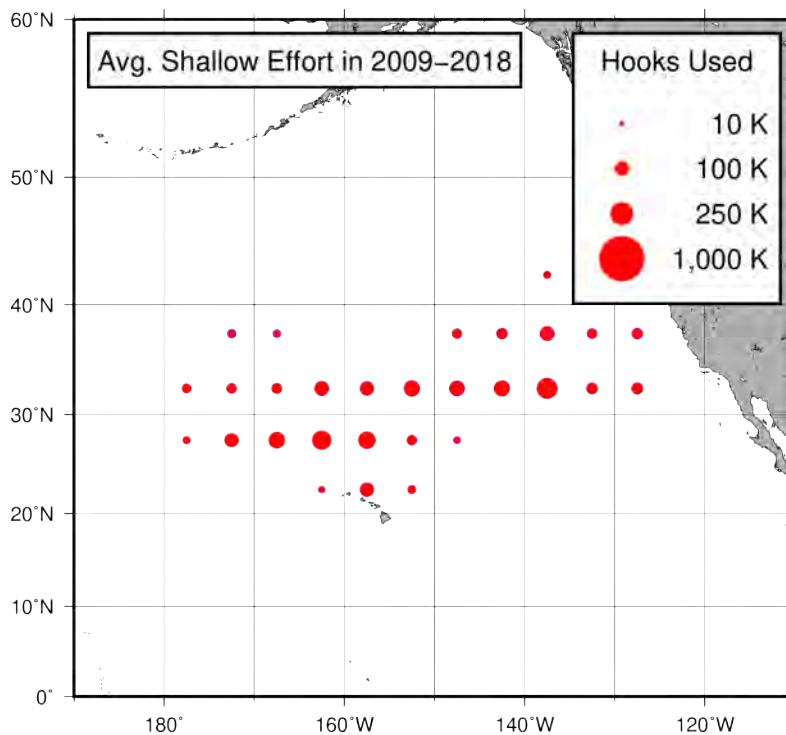 Avg. Shallow Effort in 2009–2018
Hooks Used
10 K
100 K
250 K
1,000 K
60˚N
50˚N
40˚N
30˚N
20˚N
10˚N
0˚
180˚
160˚W
140˚W
120˚W